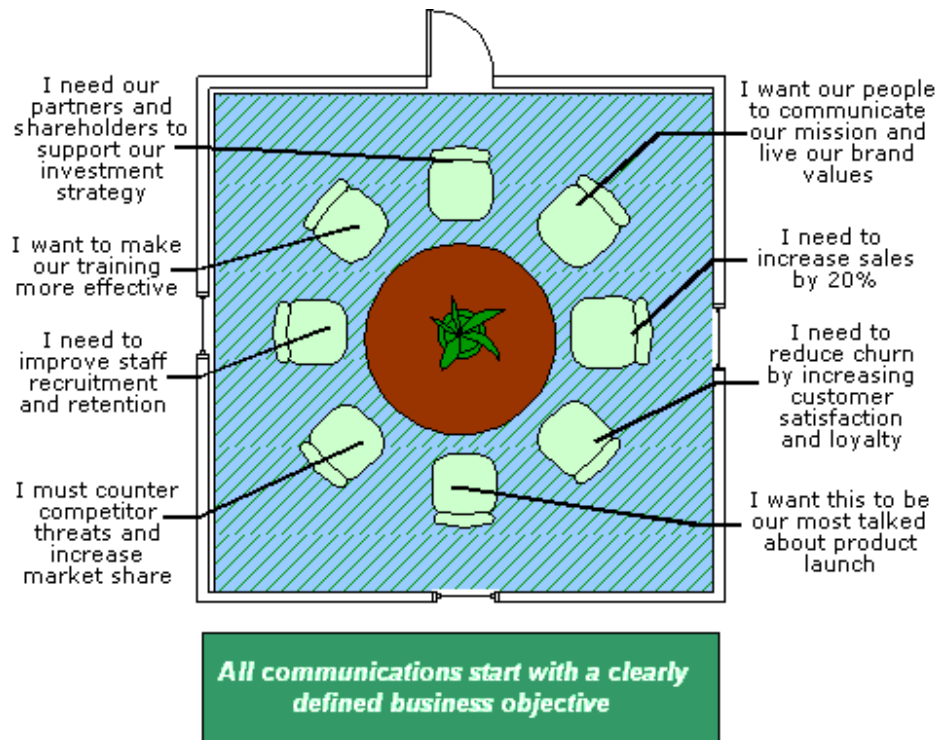 I need our
partners and
shareholders to
support our
investment
strategy
I want to make
our training
more effective
I need to
improve staff
recruitment
and retention
I must counter
competitor
threats and
increase
market share
I want our people
to communicate
our mission and
live our brand
values
I need to
increase sales
by 20%
I need to
reduce churn
by increasing
customer
satisfaction
and loyalty
I want this to be
our most talked
about product
launch
All communications start with a clearly
defined business objective